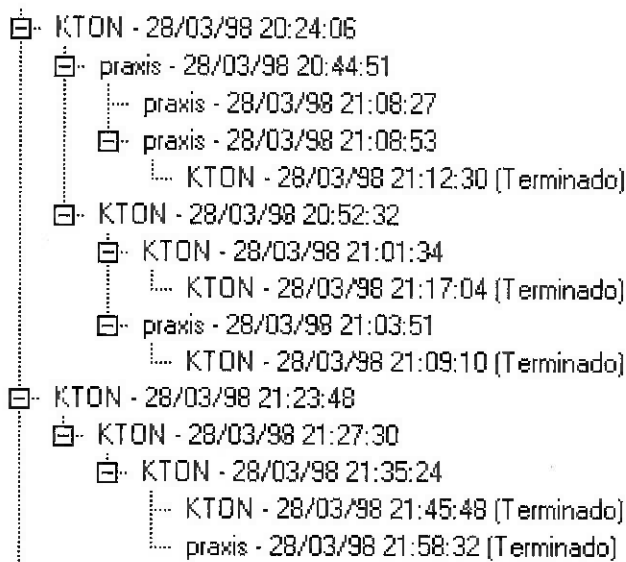 KTON - 28/03/98 20:24:06
praxis - 28/03/98 20:44:51
praxis - 28/03/98 21:08:27
praxis - 28/03/98 21:08:53
KTON - 28/03/98 21:12:30 (Terminado)
KTON - 28/03/98 20:52:32
KTON - 28/03/98 21:01:34
KTON - 28/03/98 21:17:04 (Terminado)
praxis - 28/03/98 21:03:51
KTON - 28/03/98 21:09:10 (Terminado)
KTON - 28/03/98 21:23:48
KTON - 28/03/98 21:27:30
KTON - 28/03/98 21:35:24
KTON - 28/03/98 21:45:48 (Terminado)
praxis - 28/03/98 21:58:32 (Terminado)